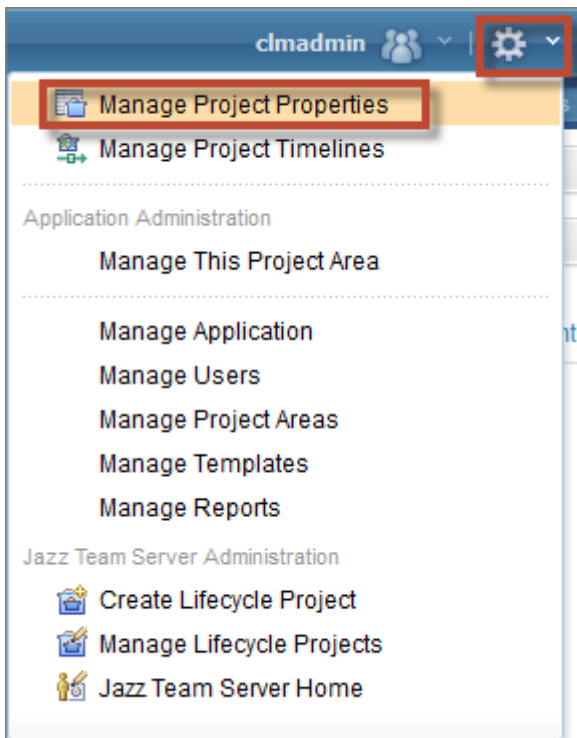 clmadmin
Manage Project Properties
s
Manage Project Timelines
Application Administration
Manage This Project Area
Manage Application
nt
Manage Users
Manage Project Areas
Manage Templates
Manage Reports
Jazz Team Server Administration
Create Lifecycle Project
Manage Lifecycle Projects
Jazz Team Server Home